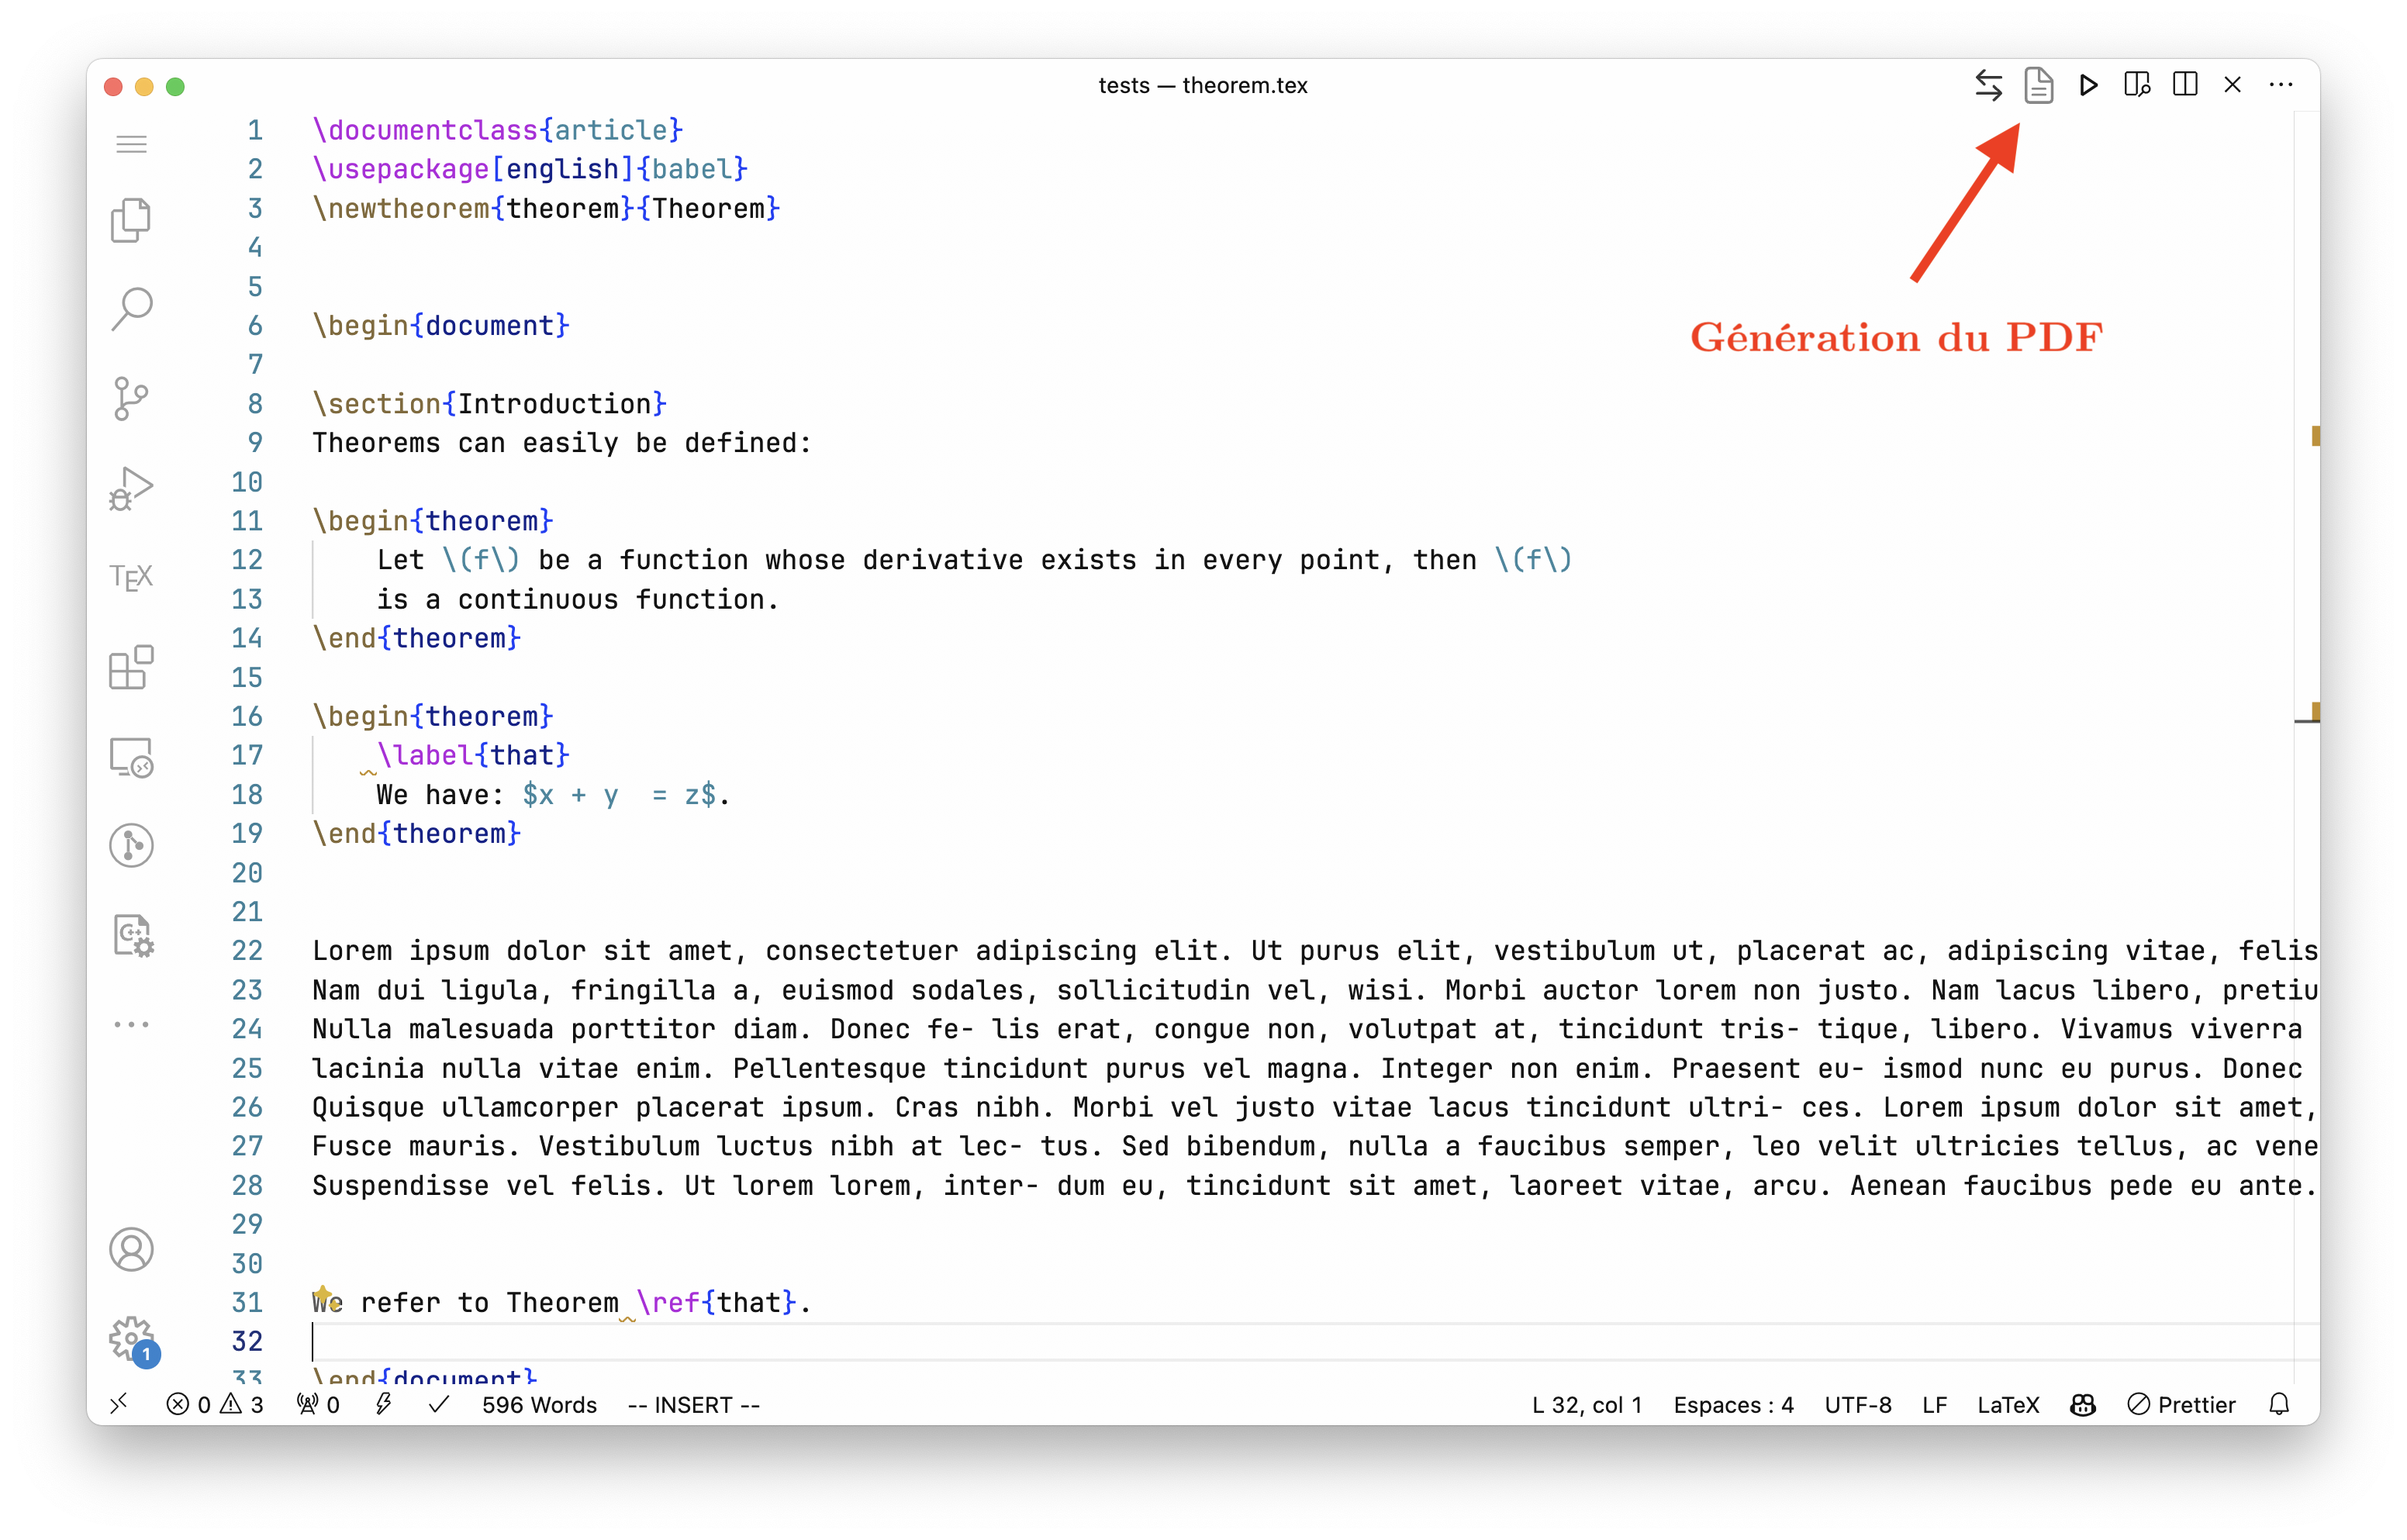 tests — theorem.tex
Génération du PDF
1 \documentclass{article}
2 \usepackage[english]{babel}
3 \newtheorem{theorem}{Theorem}
4
5
6 \begin{document}
7
8 \section{Introduction}
9 Theorems can easily be defined:
10
11 \begin{theorem}
12 Let \(f\) be a function whose derivative exists in every point, then \(f\)
13 is a continuous function.
14 \end{theorem}
15
16 \begin{theorem}
17 \label{that}
18 We have: $x + y  = z$.
19 \end{theorem}
20
21
22 Lorem ipsum dolor sit amet, consectetuer adipiscing elit. Ut purus elit, vestibulum ut, placerat ac, adipiscing vitae, felis
23 Nam dui ligula, fringilla a, euismod sodales, sollicitudin vel, wisi. Morbi auctor lorem non justo. Nam lacus libero, pretiu
24 Nulla malesuada porttitor diam. Donec fe- lis erat, congue non, volutpat at, tincidunt tris- tique, libero. Vivamus viverra
25 lacinia nulla vitae enim. Pellentesque tincidunt purus vel magna. Integer non enim. Praesent eu- ismod nunc eu purus. Donec
26 Quisque ullamcorper placerat ipsum. Cras nibh. Morbi vel justo vitae lacus tincidunt ultri- ces. Lorem ipsum dolor sit amet,
27 Fusce mauris. Vestibulum luctus nibh at lec- tus. Sed bibendum, nulla a faucibus semper, leo velit ultricies tellus, ac vene
28 Suspendisse vel felis. Ut lorem lorem, inter- dum eu, tincidunt sit amet, laoreet vitae, arcu. Aenean faucibus pede eu ante.
29
30
31 We refer to Theorem \ref{that}.
32
33 \end{document}
TEX
C++
1
0 3 0 596 Words -- INSERT -- L 32, col 1 Espaces : 4 UTF-8 LF LaTeX Prettier